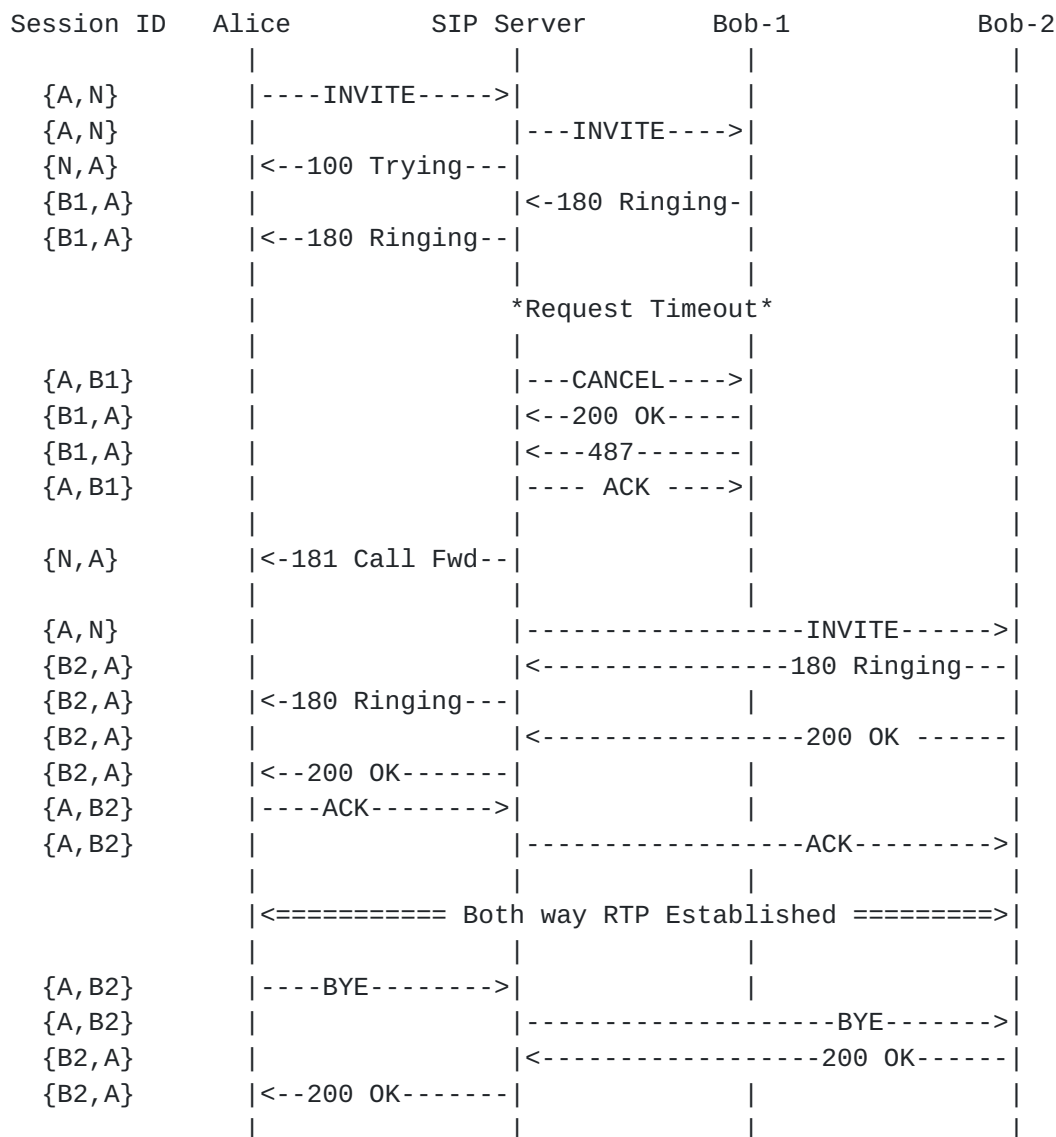 Session ID   Alice         SIP Server        Bob-1            Bob-2
               |                |              |                |
  {A,N}        |----INVITE----->|              |                |
  {A,N}        |                |---INVITE---->|                |
  {N,A}        |<--100 Trying---|              |                |
  {B1,A}       |                |<-180 Ringing-|                |
  {B1,A}       |<--180 Ringing--|              |                |
               |                |              |                |
               |                *Request Timeout*               |
               |                |              |                |
  {A,B1}       |                |---CANCEL---->|                |
  {B1,A}       |                |<--200 OK-----|                |
  {B1,A}       |                |<---487-------|                |
  {A,B1}       |                |---- ACK ---->|                |
               |                |              |                |
  {N,A}        |<-181 Call Fwd--|              |                |
               |                |              |                |
  {A,N}        |                |------------------INVITE------>|
  {B2,A}       |                |<----------------180 Ringing---|
  {B2,A}       |<-180 Ringing---|              |                |
  {B2,A}       |                |<-----------------200 OK ------|
  {B2,A}       |<--200 OK-------|              |                |
  {A,B2}       |----ACK-------->|              |                |
  {A,B2}       |                |------------------ACK--------->|
               |                |              |                |
               |<=========== Both way RTP Established =========>|
               |                |              |                |
  {A,B2}       |----BYE-------->|              |                |
  {A,B2}       |                |--------------------BYE------->|
  {B2,A}       |                |<------------------200 OK------|
  {B2,A}       |<--200 OK-------|              |                |
               |                |              |                |